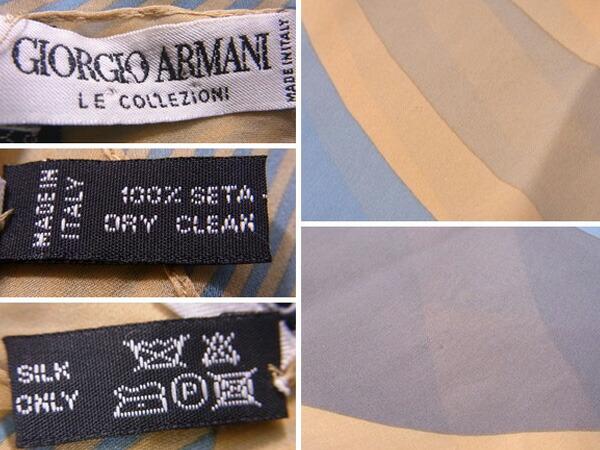 GIORGIO ARMANI
LE COLLEZIONI
MADE IN ITALY
MADE IN
ITALY
100% SETA
DRY CLEAN
SILK
ONLY
P